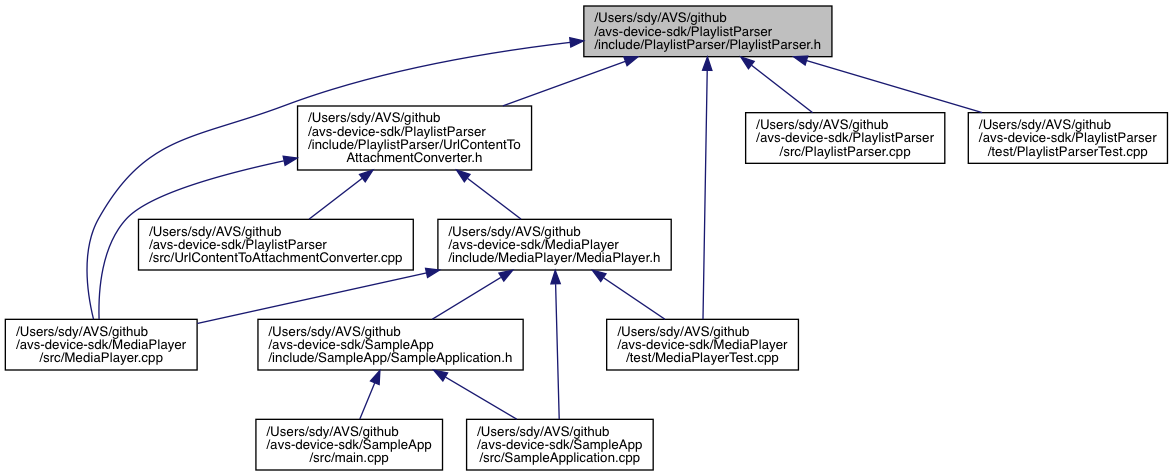 /Users/sdy/AVS/github
/avs-device-sdk/PlaylistParser
/include/PlaylistParser/PlaylistParser.h
/Users/sdy/AVS/github
/avs-device-sdk/PlaylistParser
/include/PlaylistParser/UrlContentTo
AttachmentConverter.h
/Users/sdy/AVS/github
/avs-device-sdk/PlaylistParser
/src/PlaylistParser.cpp
/Users/sdy/AVS/github
/avs-device-sdk/PlaylistParser
/test/PlaylistParserTest.cpp
/Users/sdy/AVS/github
/avs-device-sdk/PlaylistParser
/src/UrlContentToAttachmentConverter.cpp
/Users/sdy/AVS/github
/avs-device-sdk/MediaPlayer
/include/MediaPlayer/MediaPlayer.h
/Users/sdy/AVS/github
/avs-device-sdk/MediaPlayer
/src/MediaPlayer.cpp
/Users/sdy/AVS/github
/avs-device-sdk/SampleApp
/include/SampleApp/SampleApplication.h
/Users/sdy/AVS/github
/avs-device-sdk/MediaPlayer
/test/MediaPlayerTest.cpp
/Users/sdy/AVS/github
/avs-device-sdk/SampleApp
/src/main.cpp
/Users/sdy/AVS/github
/avs-device-sdk/SampleApp
/src/SampleApplication.cpp